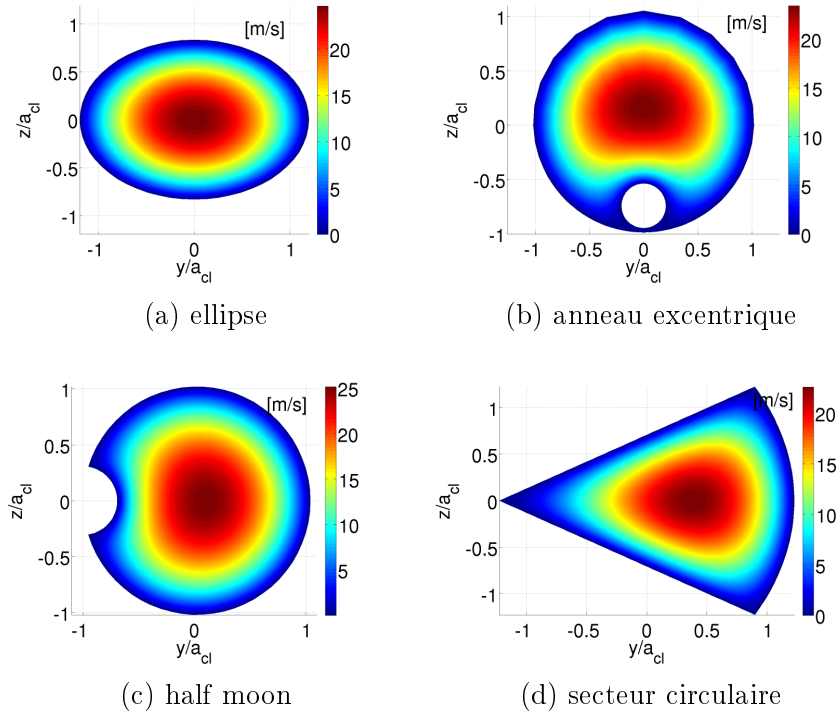 [m/s]
1
0.5
0
-0.5
-1
z/a_cl
-1 0 1
y/a_cl
20
15
10
5
0
(a) ellipse
[m/s]
1
0.5
0
-0.5
-1
z/a_cl
-1 -0.5 0 0.5 1
y/a_cl
20
15
10
5
0
(b) anneau excentrique
[m/s]
1
0.5
0
-0.5
-1
z/a_cl
-1 0 1
y/a_cl
25
20
15
10
5
(c) half moon
[m/s]
1
0.5
0
-0.5
-1
z/a_cl
-1 -0.5 0 0.5 1
y/a_cl
20
15
10
5
0
(d) secteur circulaire